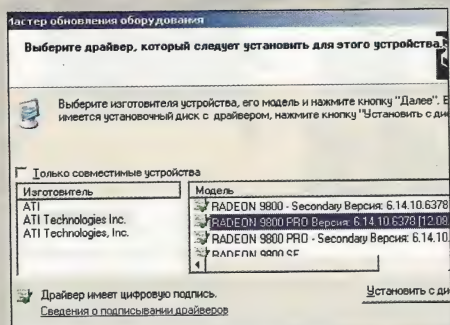 Мастер обновления оборудования
Выберите драйвер, который следует установить для этого устройства.
Выберите изготовителя устройства, его модель и нажмите кнопку "Далее".
имеется установочный диск с драйвером, нажмите кнопку "Установить с
Только совместимые устройства
Изготовитель
ATI
ATI Technologies Inc.
ATI Technologies, Inc.
Модель
RADEON 9800 - Secondary Версия: 6.14.10.6378
RADEON 9800 PRO Версия: 6.14.10.6378 [12.08.
RADEON 9800 PRO - Secondary Версия: 6.14.10.
RADEON 9800 SE
Драйвер имеет цифровую подпись.
Сведения о подписывании драйверов
Установить с